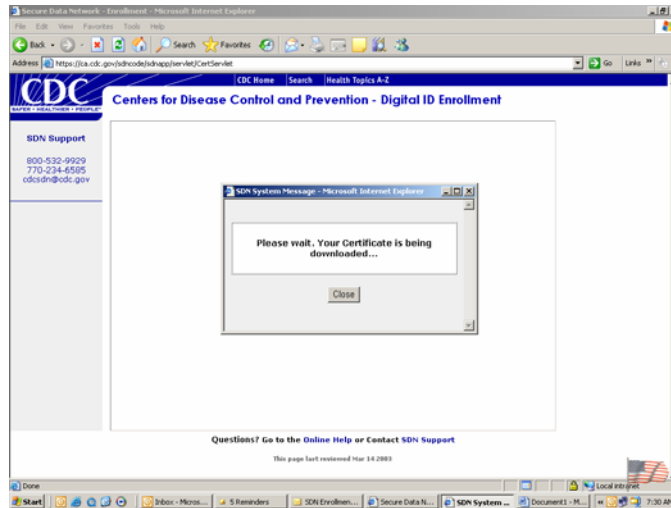 Secure Data Network - Enrollment - Microsoft Internet Explorer
File Edit View Favorites Tools Help
Back Search Favorites
Address https://ca.cdc.gov/sdncode/sdnapp/servlet/CertServlet Go Links »
CDC Home Search Health Topics A-Z
CDC
SAFER • HEALTHIER • PEOPLE
Centers for Disease Control and Prevention - Digital ID Enrollment
SDN Support
800-532-9929
770-234-6585
cdcsdn@cdc.gov
SDN System Message - Microsoft Internet Explorer
Please wait. Your Certificate is being
downloaded...
Close
Questions? Go to the Online Help or Contact SDN Support
This page last reviewed Mar 14 2003
Done Local intranet
Start Inbox - Micros... 5 Reminders SDN Enrollmen... Secure Data N... SDN System ... Document1 - M... « 7:30 AM